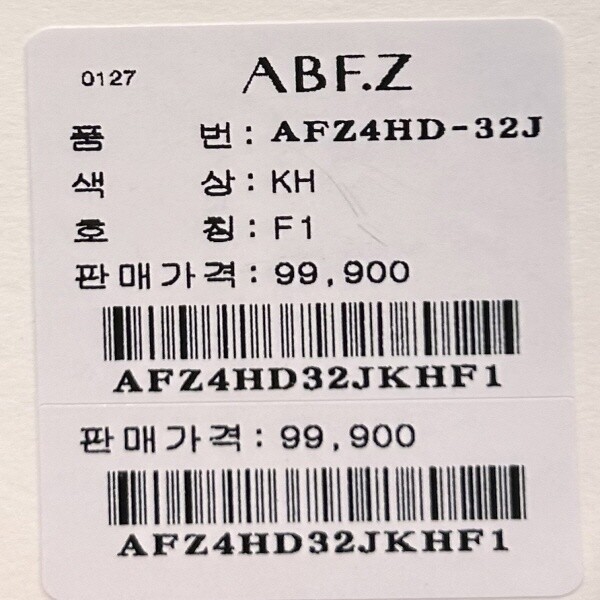 0127 ABF.Z
품 번: AFZ4HD-32J
색 상: KH
호 칭: F1
판매가격: 99,900
AFZ4HD32JKHF1
판매가격: 99,900
AFZ4HD32JKHF1